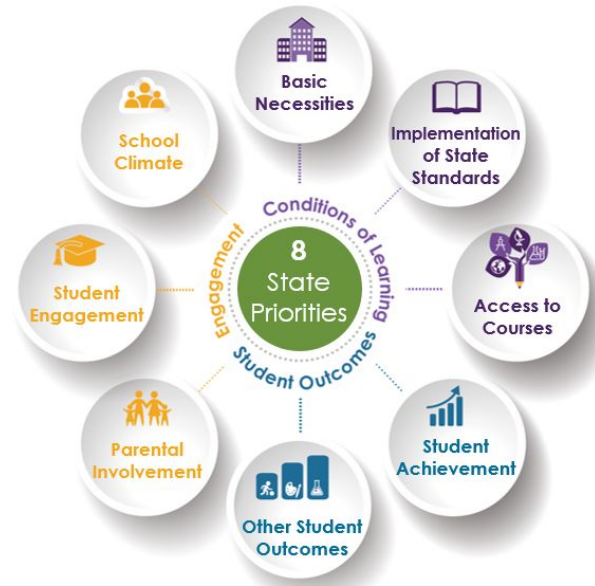 8
State
Priorities
Conditions of Learning
Student Outcomes
Engagement
Basic
Necessities
Implementation
of State
Standards
Access to
Courses
Student
Achievement
Other Student
Outcomes
Parental
Involvement
Student
Engagement
School
Climate